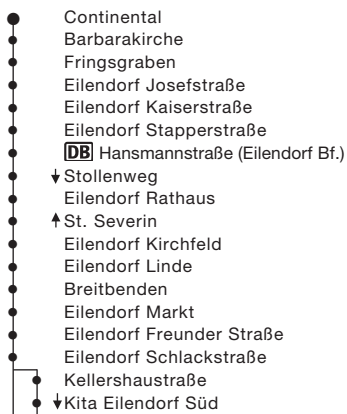 Continental
Barbarakirche
Fringsgraben
Eilendorf Josefstraße
Eilendorf Kaiserstraße
Eilendorf Stapperstraße
DB Hansmannstraße (Eilendorf Bf.)
Stollenweg
Eilendorf Rathaus
St. Severin
Eilendorf Kirchfeld
Eilendorf Linde
Breitbenden
Eilendorf Markt
Eilendorf Freunder Straße
Eilendorf Schlackstraße
Kellershaustraße
Kita Eilendorf Süd